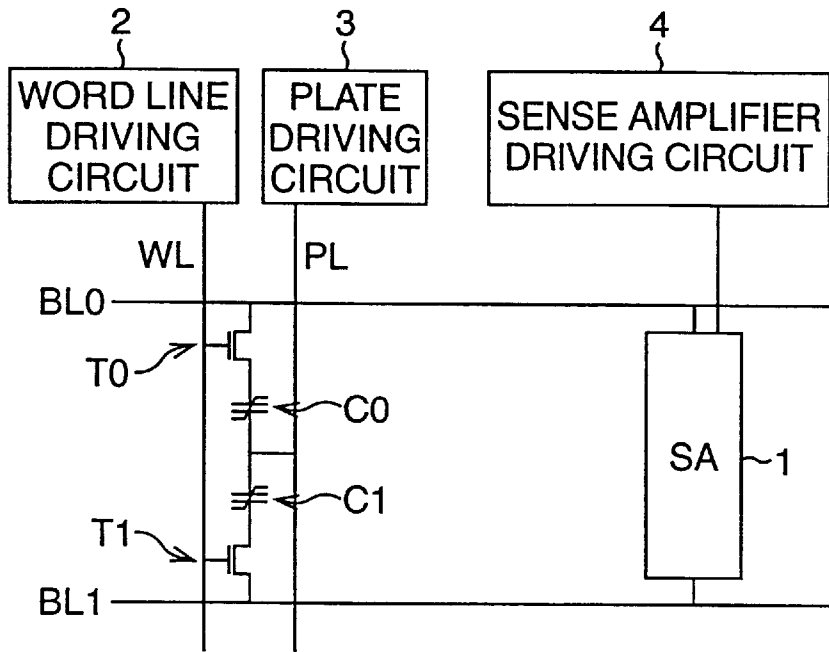 2
3
4
WORD LINE
DRIVING
CIRCUIT
PLATE
DRIVING
CIRCUIT
SENSE AMPLIFIER
DRIVING CIRCUIT
WL
PL
BL0
T0
C0
SA
1
C1
T1
BL1